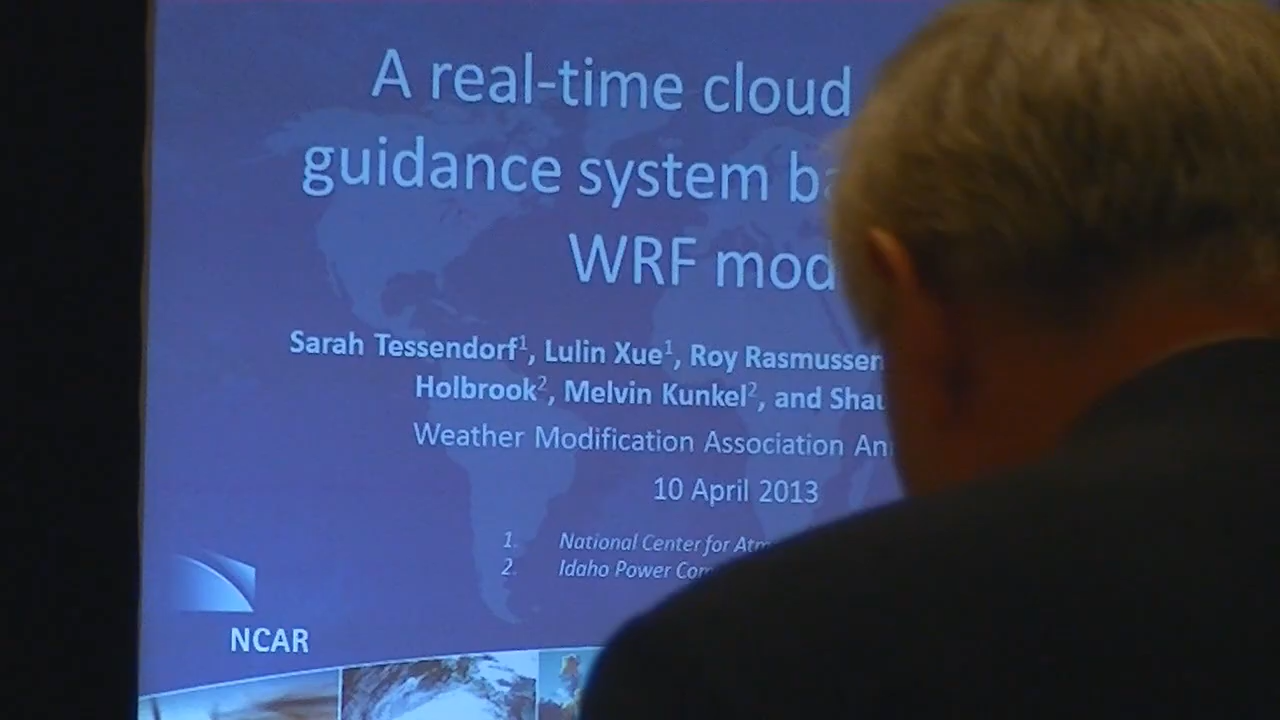 A real-time cloud
guidance system ba
WRF mod
Sarah Tessendorf¹, Lulin Xue¹, Roy Rasmussen
Holbrook², Melvin Kunkel², and Shau
Weather Modification Association An
10 April 2013
1. National Center for Atm
2. Idaho Power Com
NCAR